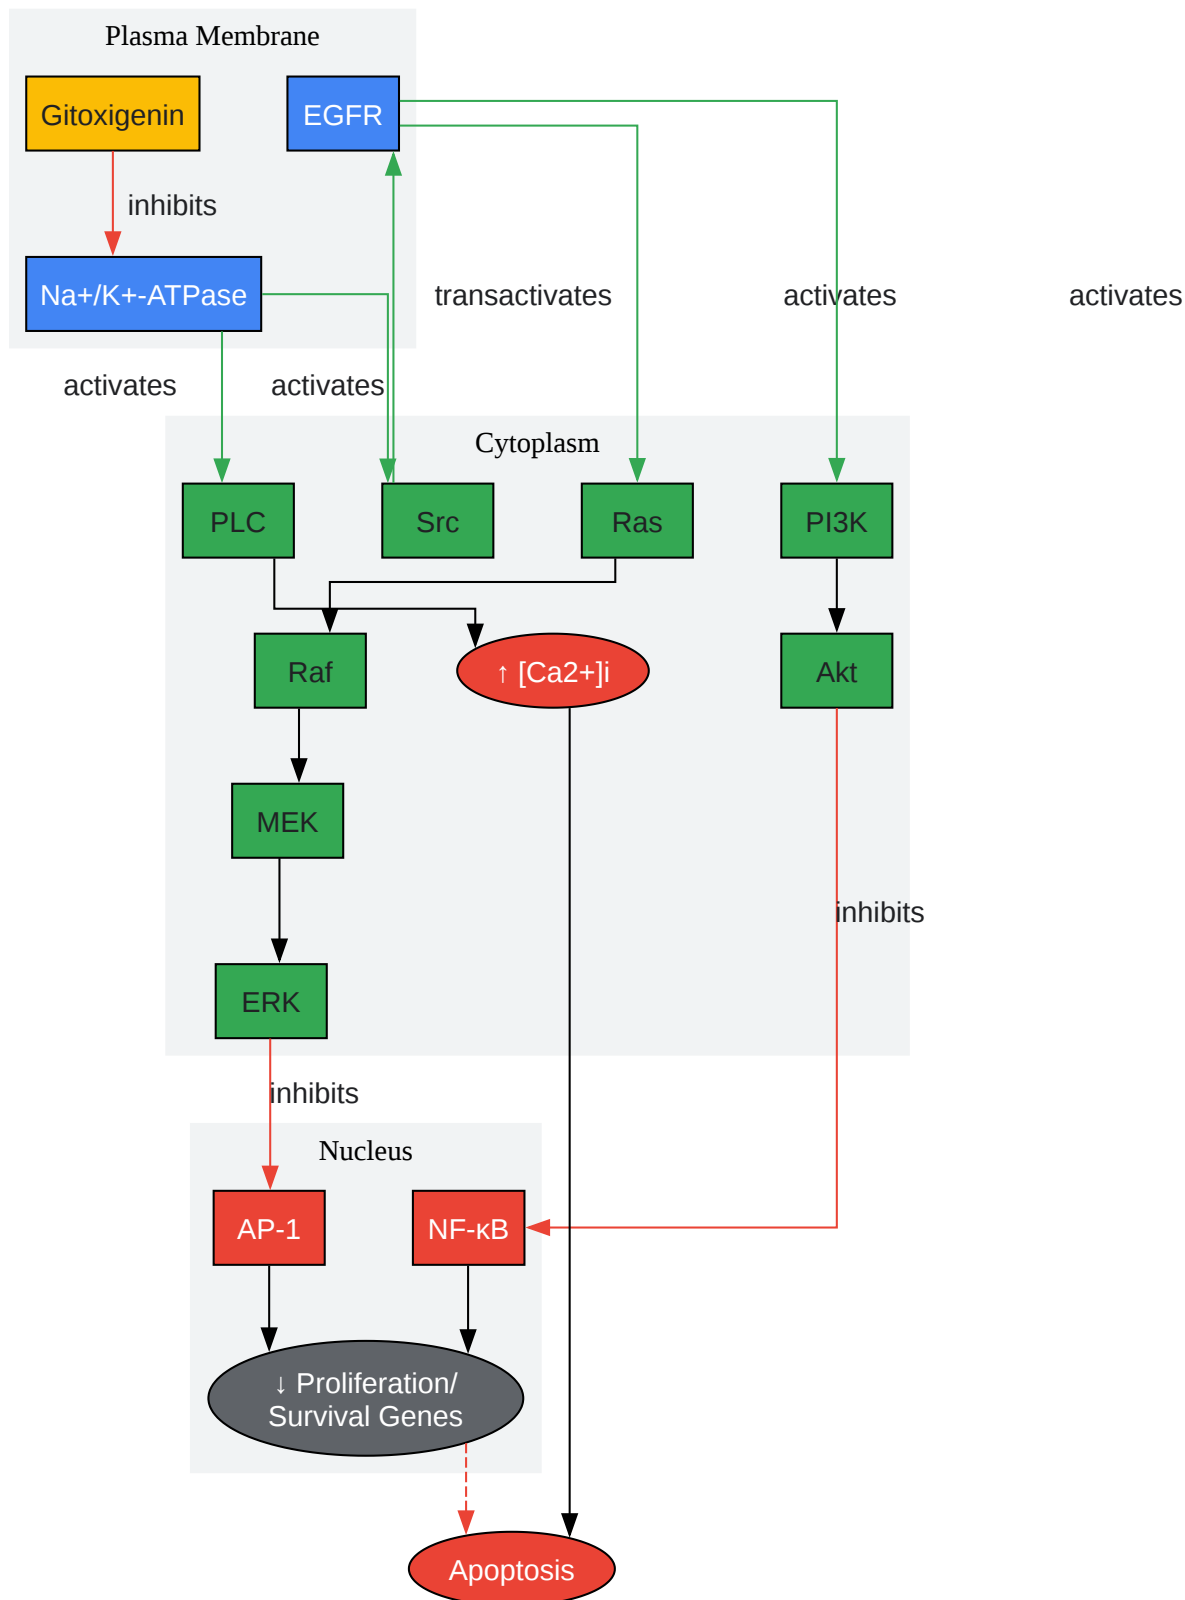 Plasma Membrane
Gitoxigenin
EGFR
inhibits
Na+/K+-ATPase
transactivates
activates
activates
activates
activates
Cytoplasm
PLC
Src
Ras
PI3K
Raf
↑ [Ca2+]i
Akt
MEK
inhibits
ERK
inhibits
Nucleus
AP-1
NF-κB
↓ Proliferation/
Survival Genes
Apoptosis